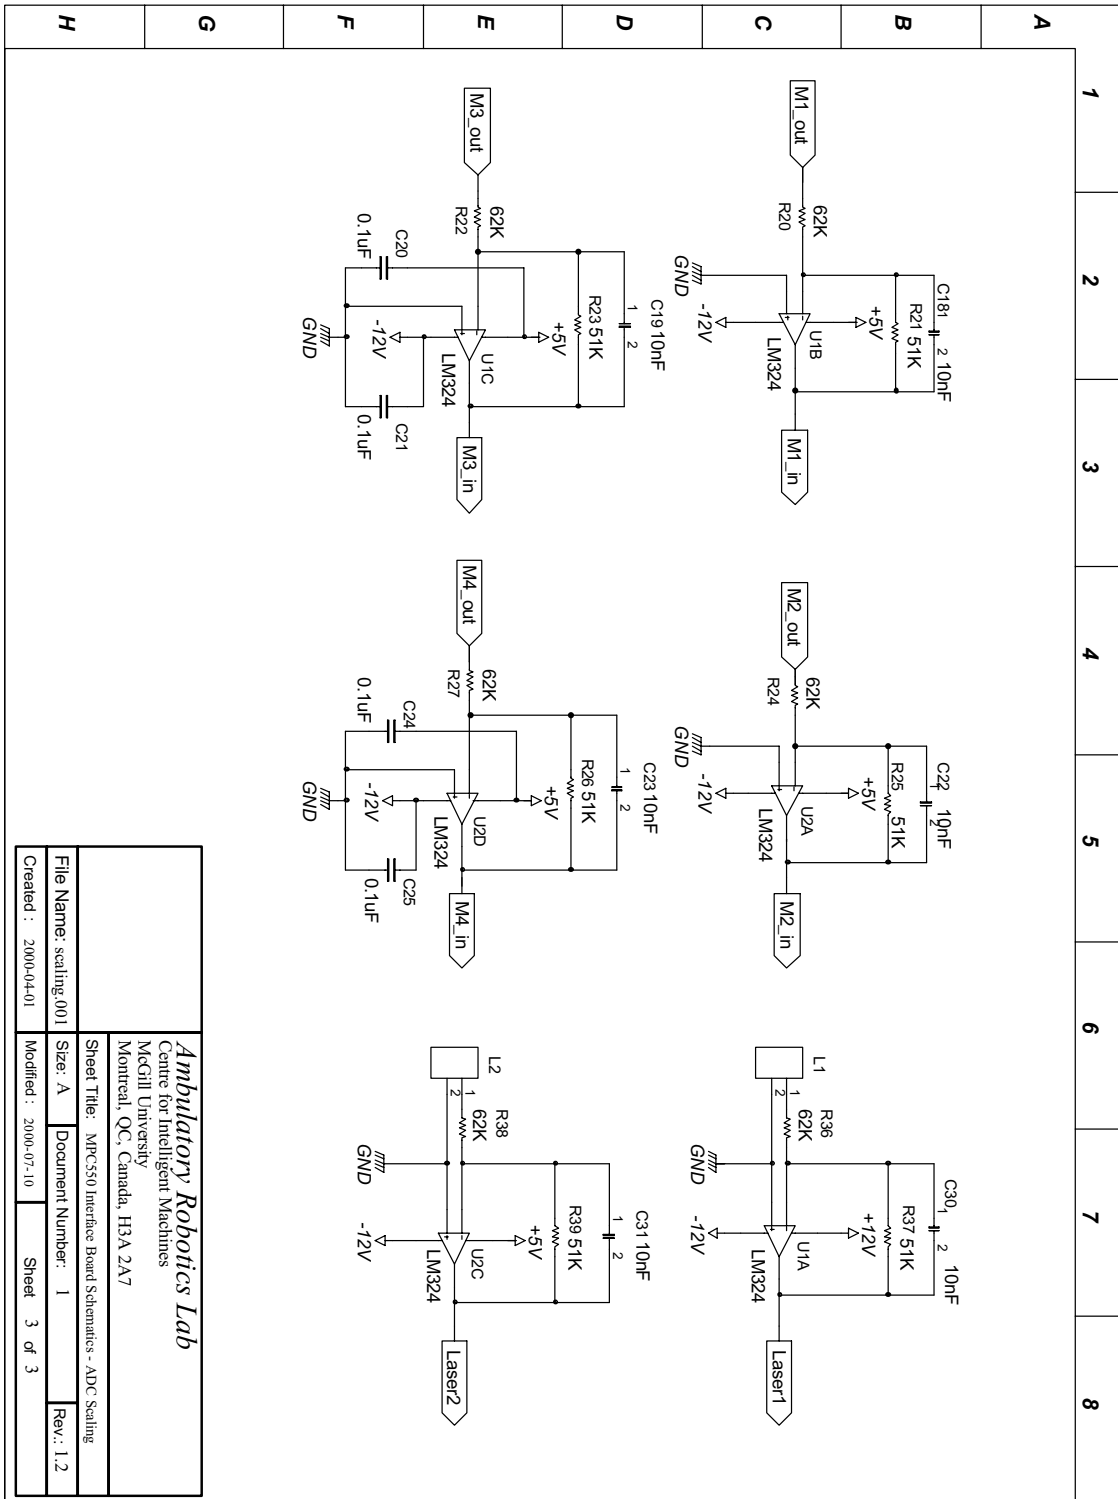 1
2
3
4
5
6
7
8
A
B
C
D
E
F
G
H
M1_out
62K
R20
GND
-12V
C18
1
2
10nF
R21 51K
+5V
U1B
LM324
M1_in
M2_out
62K
R24
GND
-12V
C22
1
2
10nF
R25 51K
+5V
U2A
LM324
M2_in
L1
1
2
R36
62K
GND
-12V
C30
1
2
10nF
R37 51K
+12V
U1A
LM324
Laser1
M3_out
62K
R22
C19 10nF
1
2
R23 51K
+5V
U1C
LM324
C20
0.1uF
-12V
GND
C21
0.1uF
M3_in
M4_out
62K
R27
C23 10nF
1
2
R26 51K
+5V
U2D
LM324
C24
0.1uF
-12V
GND
C25
0.1uF
M4_in
L2
1
2
R38
62K
GND
-12V
C31 10nF
1
2
R39 51K
+5V
U2C
LM324
Laser2
Ambulatory Robotics Lab
Centre for Intelligent Machines
McGill University
Montreal, QC, Canada, H3A 2A7
Sheet Title: MPC550 Interface Board Schematics - ADC Scaling
File Name: scaling.001
Size: A
Document Number: 1
Rev.: 1.2
Created : 2000-04-01
Modified : 2000-07-10
Sheet 3 of 3